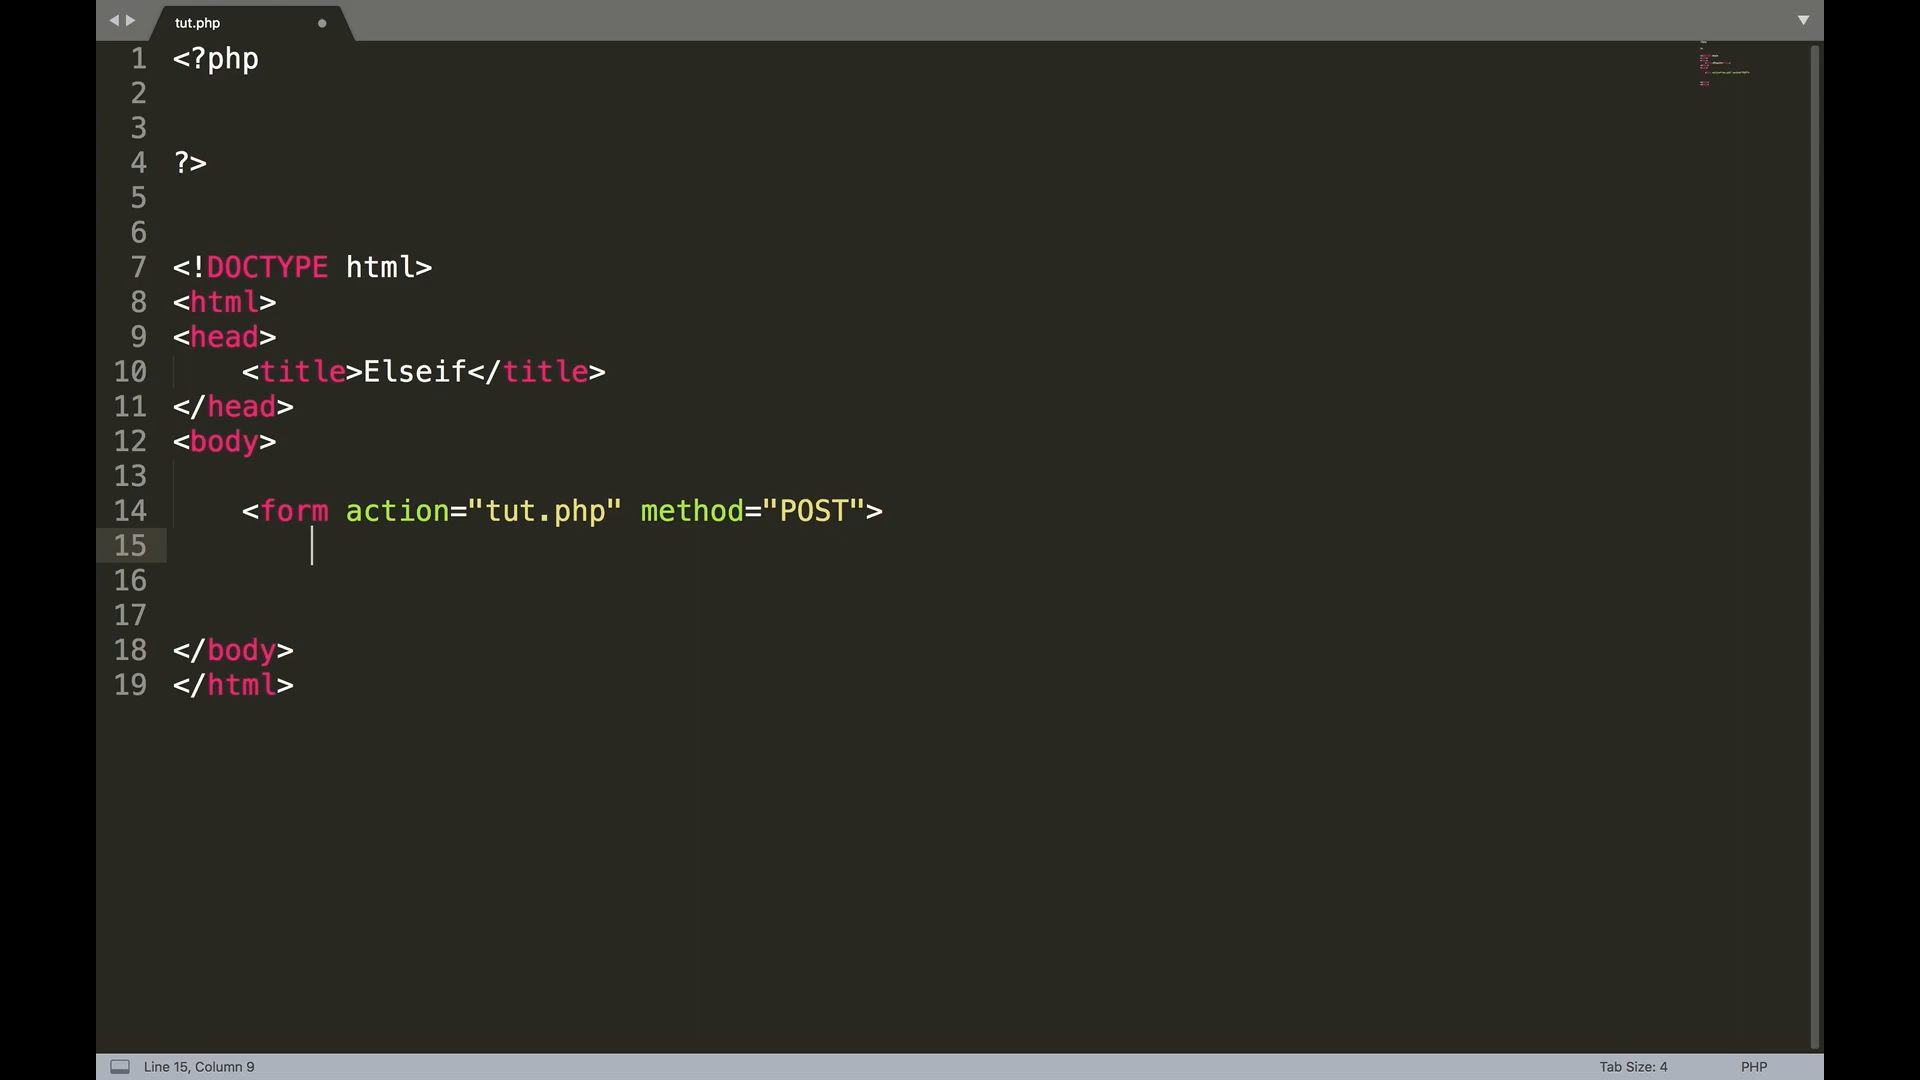 tut.php
1 <?php
2
3
4 ?>
5
6
7 <!DOCTYPE html>
8 <html>
9 <head>
10     <title>Elseif</title>
11 </head>
12 <body>
13
14     <form action="tut.php" method="POST">
15
16
17
18 </body>
19 </html>
Line 15, Column 9
Tab Size: 4
PHP